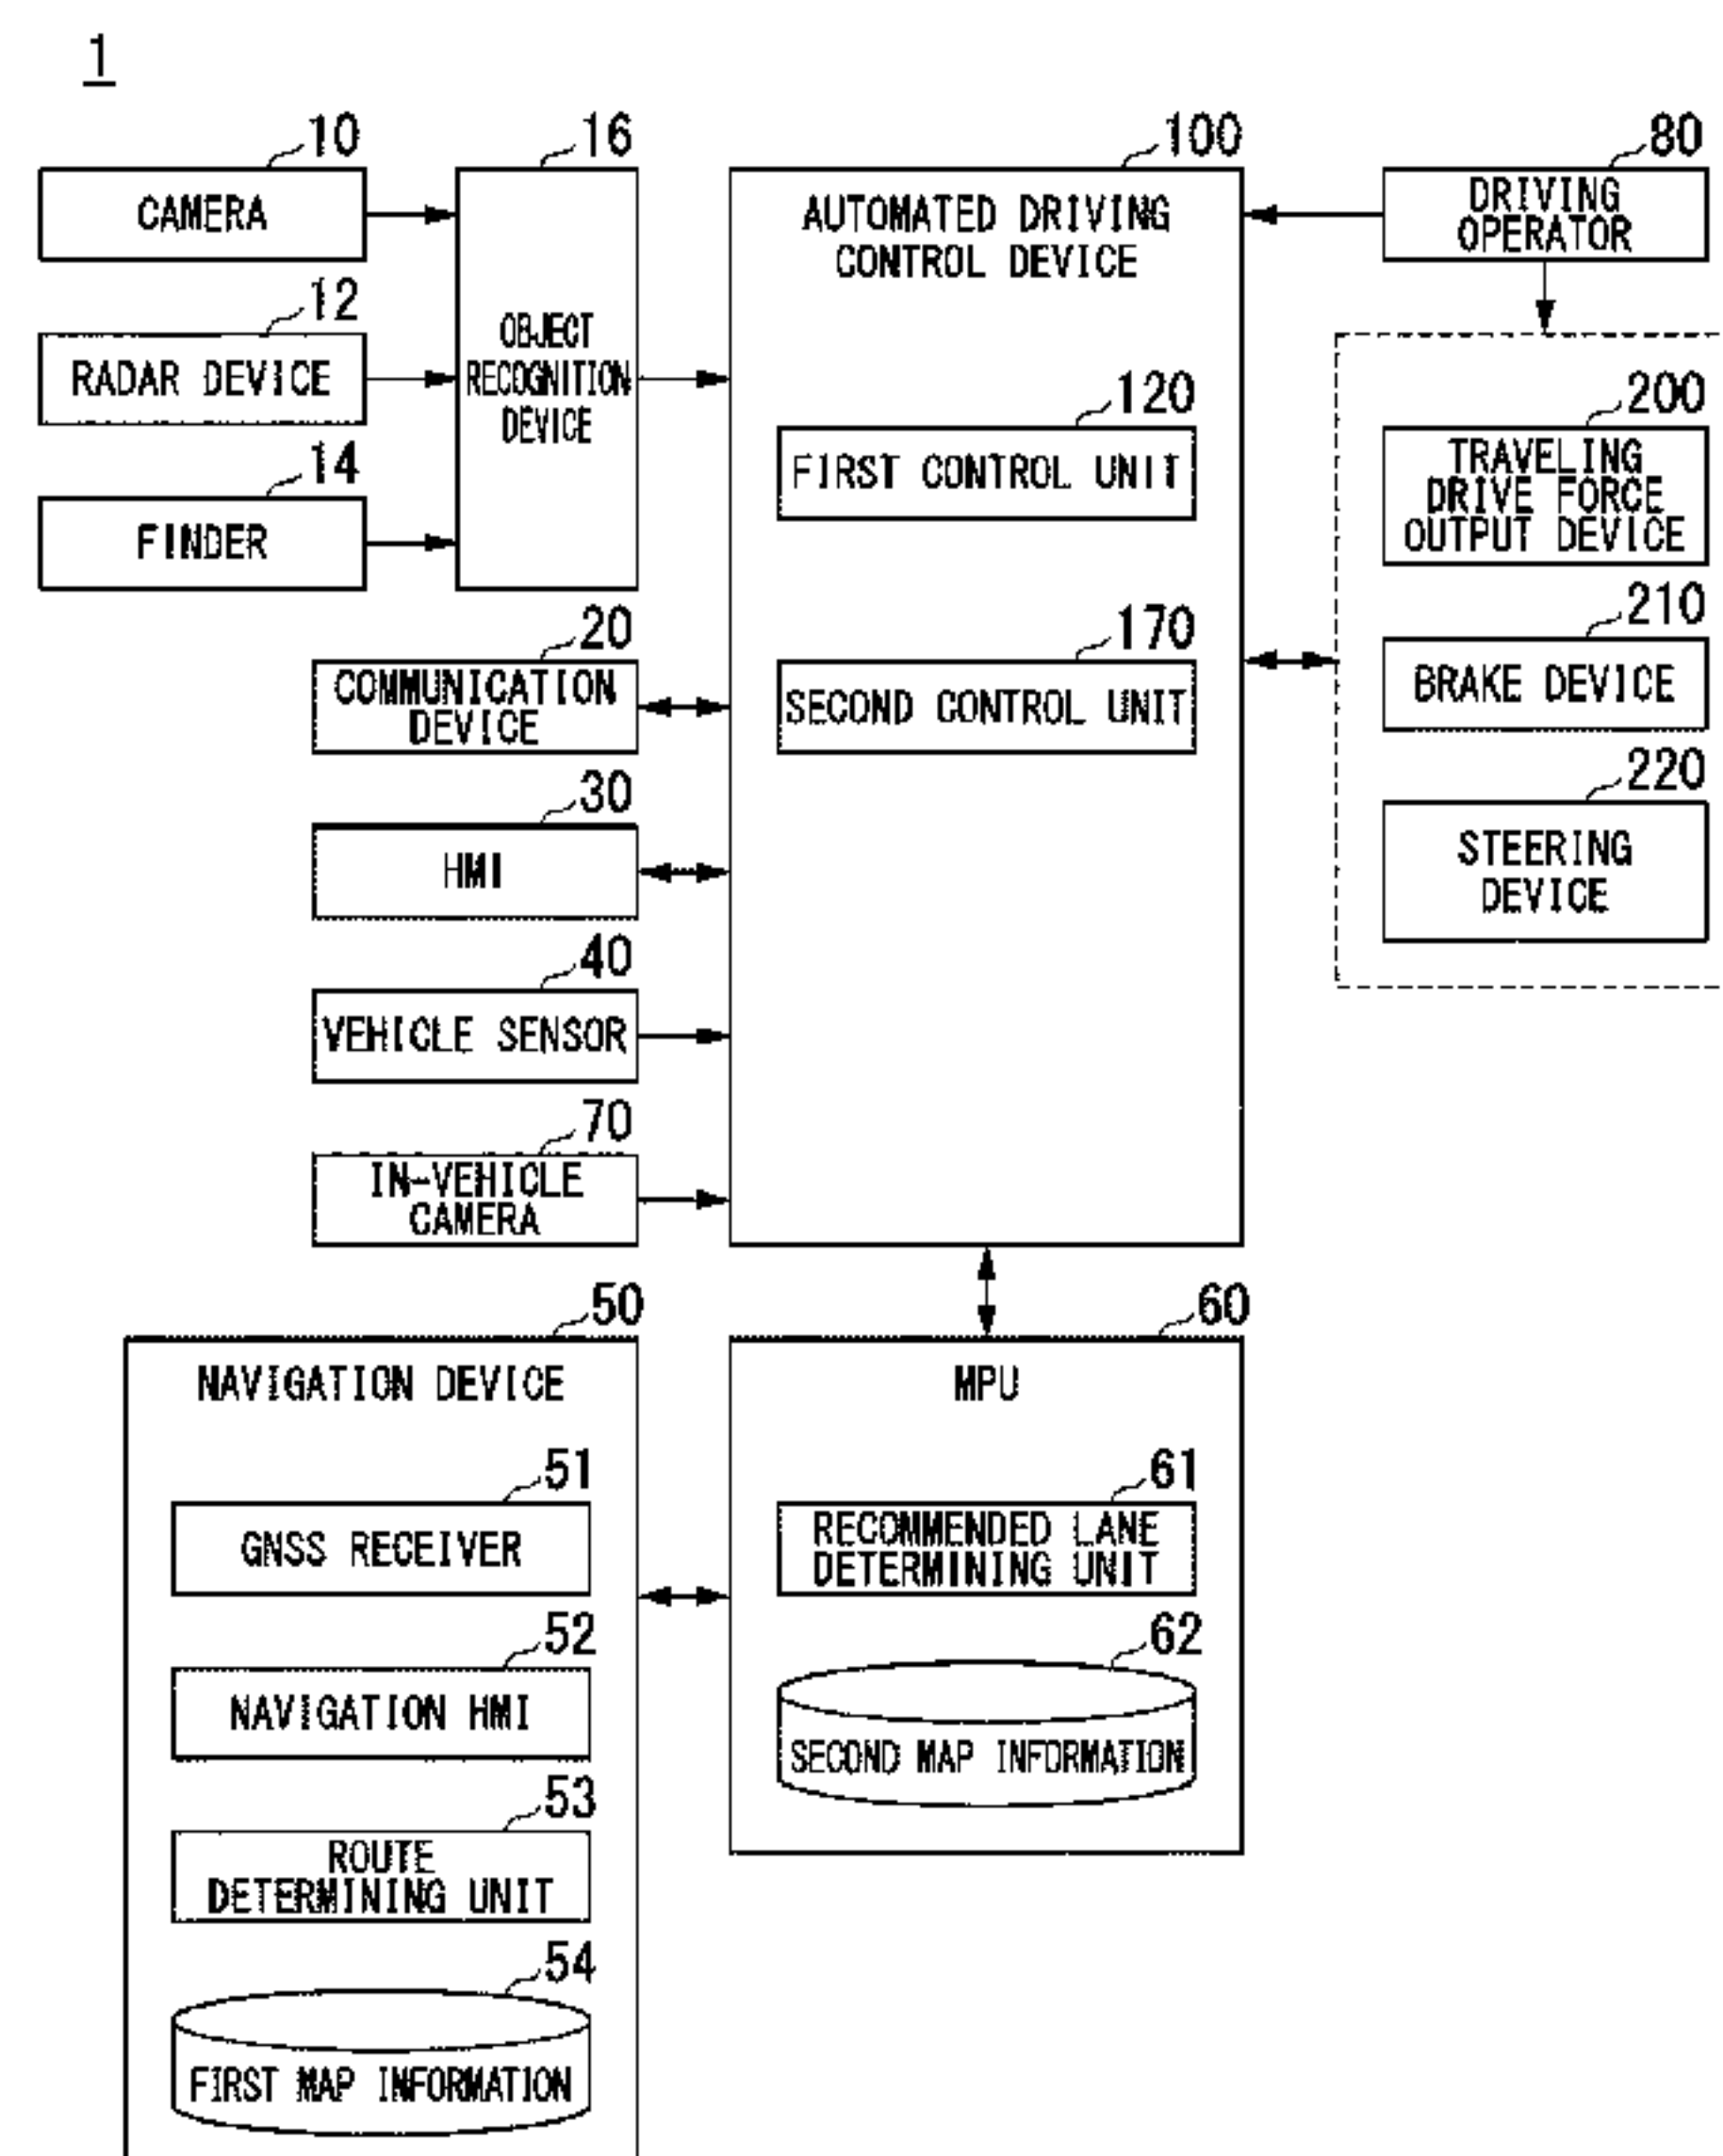 1
10
CAMERA
12
RADAR DEVICE
14
FINDER
16
OBJECT
RECOGNITION
DEVICE
20
COMMUNICATION
DEVICE
30
HMI
40
VEHICLE SENSOR
70
IN-VEHICLE
CAMERA
100
AUTOMATED DRIVING
CONTROL DEVICE
120
FIRST CONTROL UNIT
170
SECOND CONTROL UNIT
80
DRIVING
OPERATOR
200
TRAVELING
DRIVE FORCE
OUTPUT DEVICE
210
BRAKE DEVICE
220
STEERING
DEVICE
50
NAVIGATION DEVICE
51
GNSS RECEIVER
52
NAVIGATION HMI
53
ROUTE
DETERMINING UNIT
54
FIRST MAP INFORMATION
60
MPU
61
RECOMMENDED LANE
DETERMINING UNIT
62
SECOND MAP INFORMATION